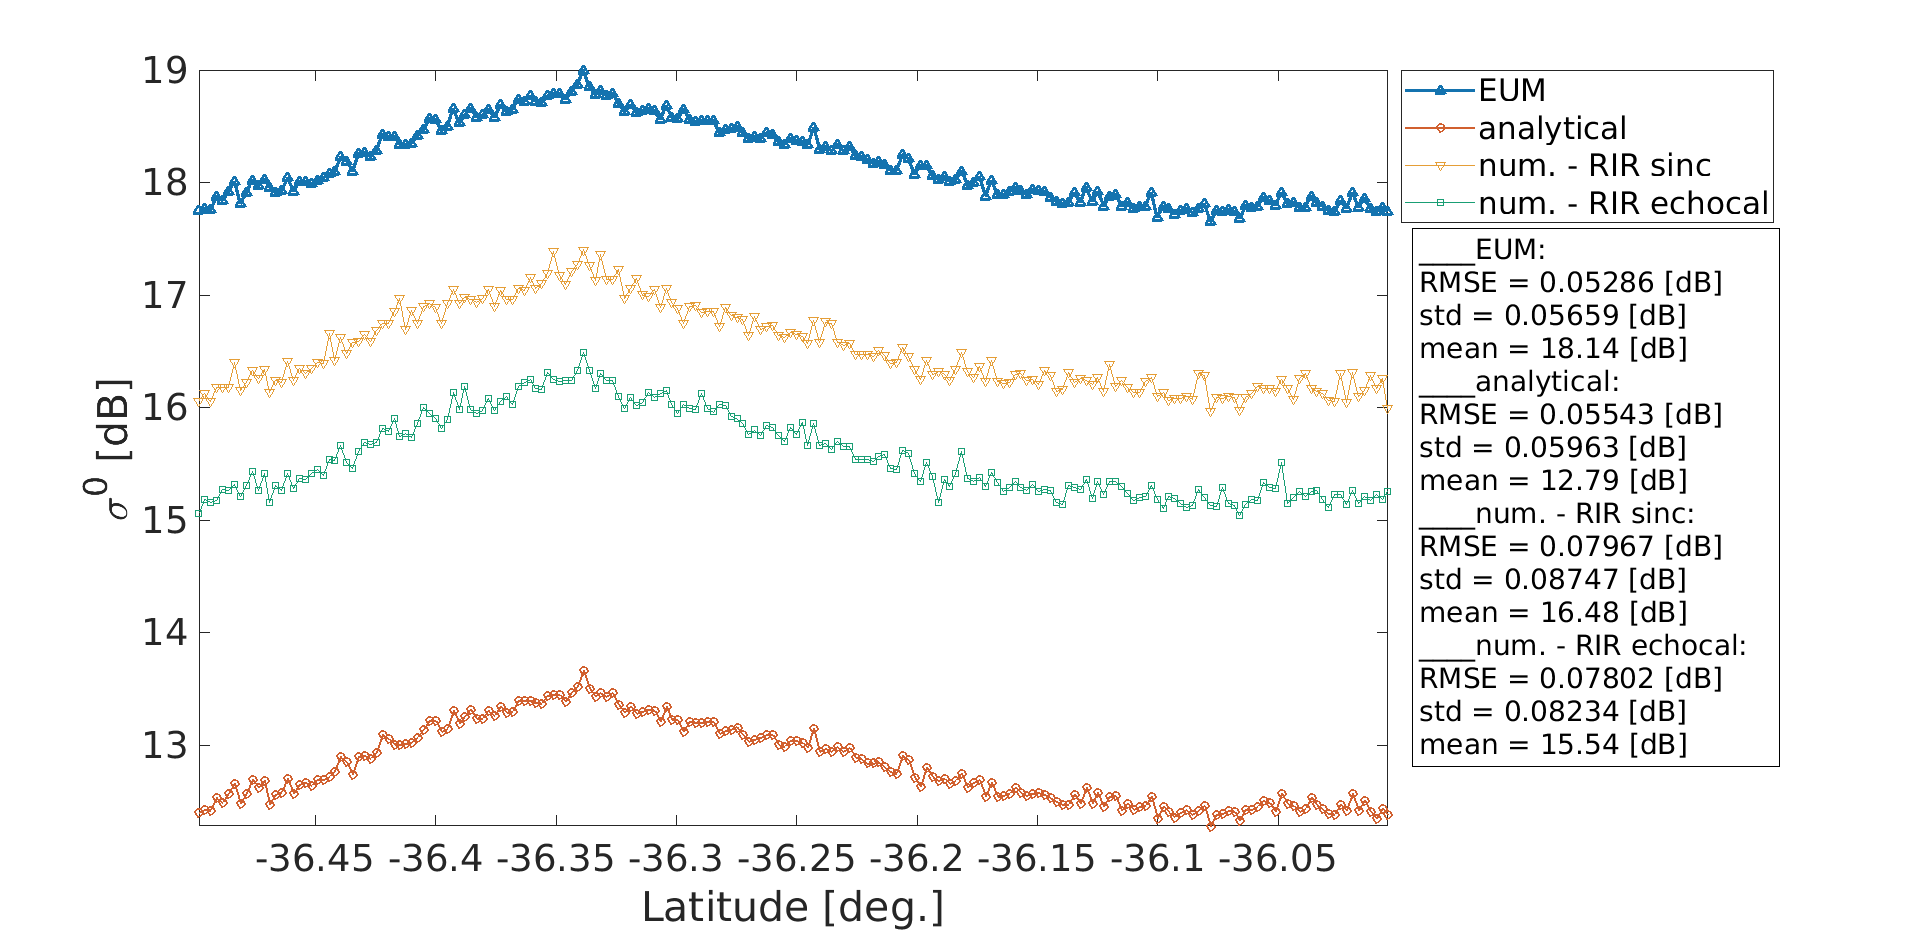 19
18
17
16
15
14
13
σ⁰ [dB]
-36.45 -36.4 -36.35 -36.3 -36.25 -36.2 -36.15 -36.1 -36.05
Latitude [deg.]
EUM
analytical
num. - RIR sinc
num. - RIR echocal
____EUM:
RMSE = 0.05286 [dB]
std = 0.05659 [dB]
mean = 18.14 [dB]
____analytical:
RMSE = 0.05543 [dB]
std = 0.05963 [dB]
mean = 12.79 [dB]
____num. - RIR sinc:
RMSE = 0.07967 [dB]
std = 0.08747 [dB]
mean = 16.48 [dB]
____num. - RIR echocal:
RMSE = 0.07802 [dB]
std = 0.08234 [dB]
mean = 15.54 [dB]